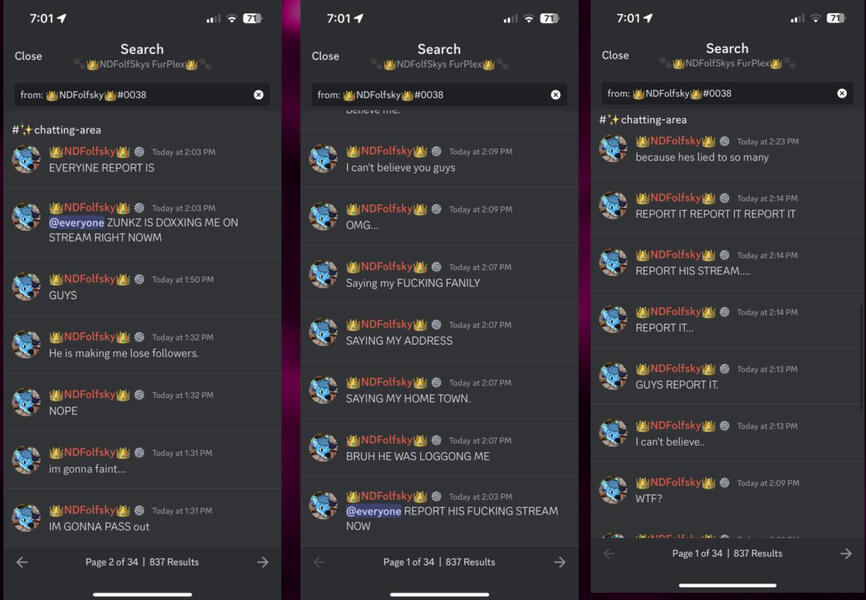 7:01
71
Close
Search
🐾👑NDFolfSkys FurPlex👑🐾
from: 👑NDFolfsky👑#0038
#✨chatting-area
👑NDFolfsky👑 Today at 2:03 PM
EVERYINE REPORT IS
👑NDFolfsky👑 Today at 2:03 PM
@everyone ZUNKZ IS DOXXING ME ON
STREAM RIGHT NOWM
👑NDFolfsky👑 Today at 1:50 PM
GUYS
👑NDFolfsky👑 Today at 1:32 PM
He is making me lose followers.
👑NDFolfsky👑 Today at 1:32 PM
NOPE
👑NDFolfsky👑 Today at 1:31 PM
im gonna faint...
👑NDFolfsky👑 Today at 1:31 PM
IM GONNA PASS out
Page 2 of 34 | 837 Results
7:01
71
Close
Search
🐾👑NDFolfSkys FurPlex👑🐾
from: 👑NDFolfsky👑#0038
believe me.
👑NDFolfsky👑 Today at 2:09 PM
I can't believe you guys
👑NDFolfsky👑 Today at 2:09 PM
OMG...
👑NDFolfsky👑 Today at 2:07 PM
Saying my FUCKING FANILY
👑NDFolfsky👑 Today at 2:07 PM
SAYING MY ADDRESS
👑NDFolfsky👑 Today at 2:07 PM
SAYING MY HOME TOWN.
👑NDFolfsky👑 Today at 2:07 PM
BRUH HE WAS LOGGONG ME
👑NDFolfsky👑 Today at 2:03 PM
@everyone REPORT HIS FUCKING STREAM
NOW
Page 1 of 34 | 837 Results
7:01
71
Close
Search
🐾👑NDFolfSkys FurPlex👑🐾
from: 👑NDFolfsky👑#0038
#✨chatting-area
👑NDFolfsky👑 Today at 2:23 PM
because hes lied to so many
👑NDFolfsky👑 Today at 2:14 PM
REPORT IT REPORT IT REPORT IT
👑NDFolfsky👑 Today at 2:14 PM
REPORT HIS STREAM....
👑NDFolfsky👑 Today at 2:14 PM
REPORT IT...
👑NDFolfsky👑 Today at 2:13 PM
GUYS REPORT IT.
👑NDFolfsky👑 Today at 2:13 PM
I can't believe..
👑NDFolfsky👑 Today at 2:09 PM
WTF?
Page 1 of 34 | 837 Results